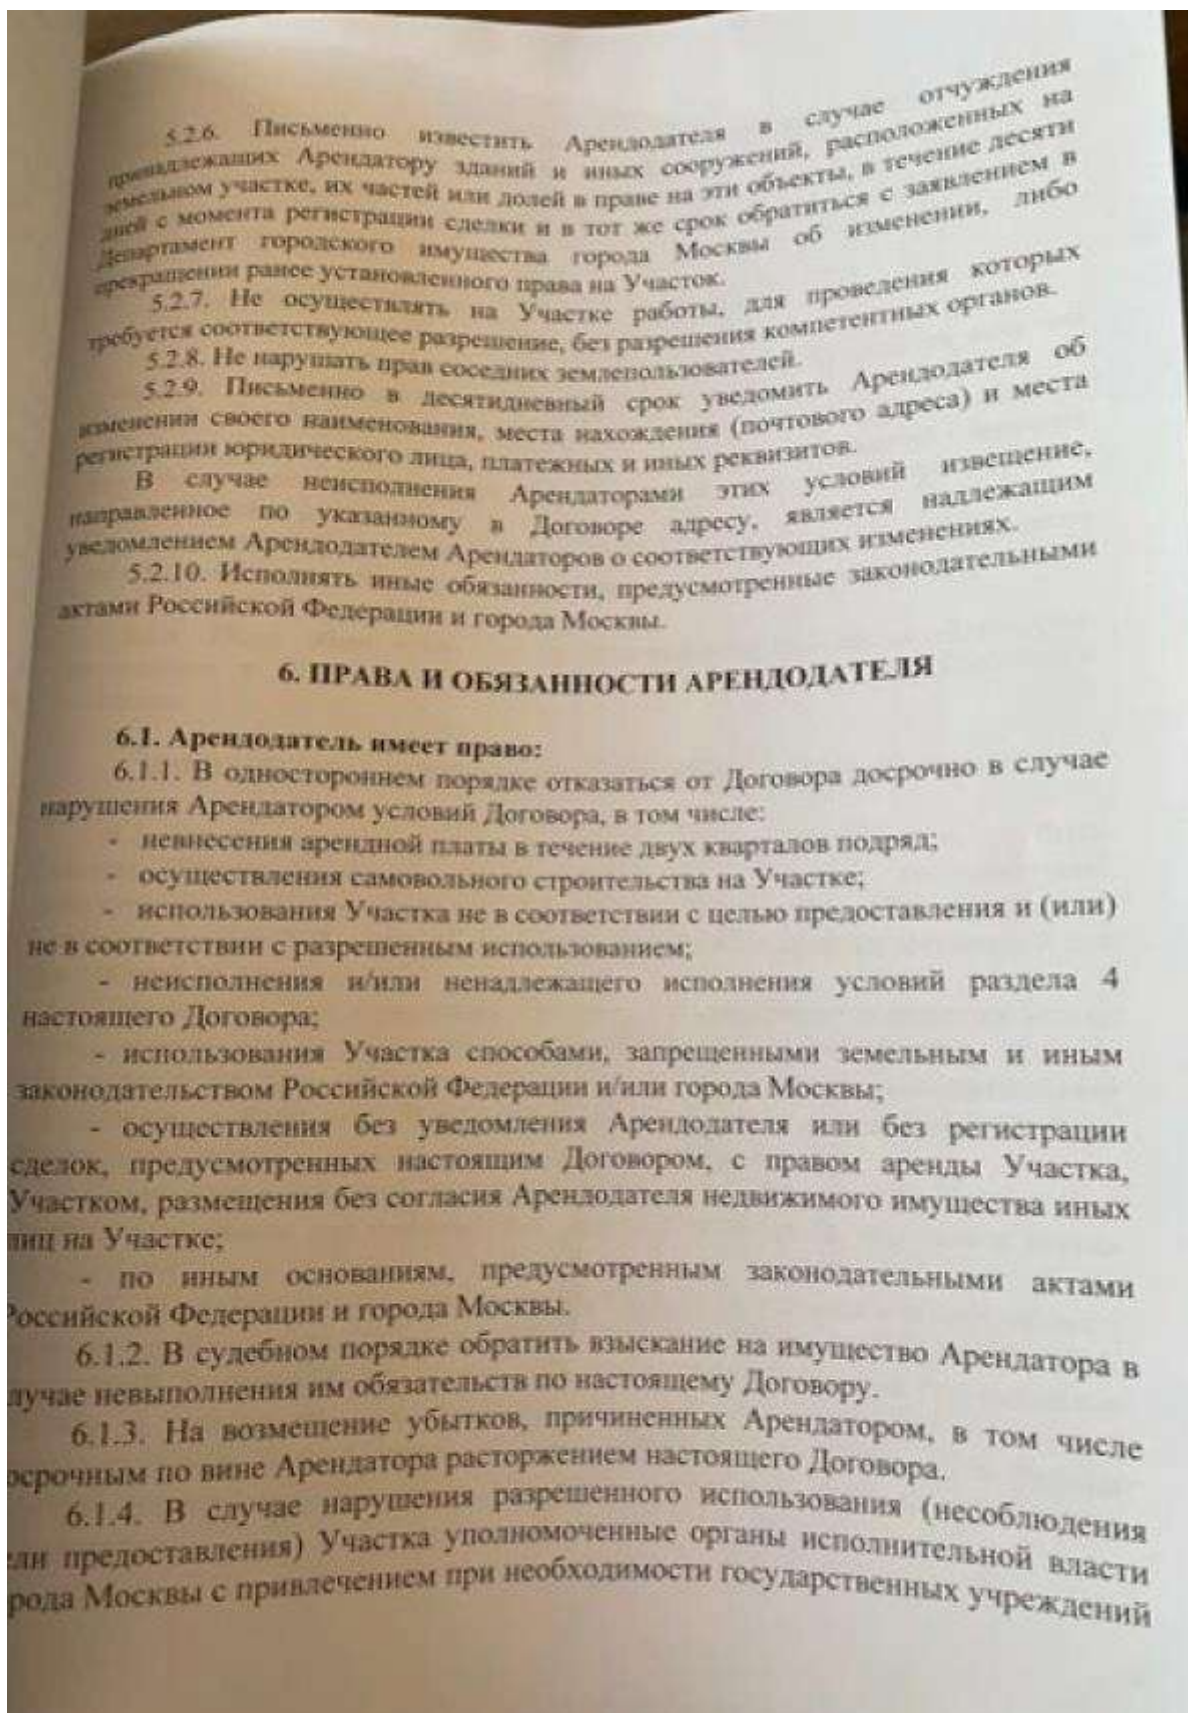 5.2.6. Письменно известить Арендодателя в случае отчуждения
принадлежащих Арендатору зданий и иных сооружений, расположенных на
земельном участке, их частей или долей в праве на эти объекты, в течение десяти
дней с момента регистрации сделки и в тот же срок обратиться с заявлением в
Департамент городского имущества города Москвы об изменении, либо
прекращении ранее установленного права на Участок.
5.2.7. Не осуществлять на Участке работы, для проведения которых
требуется соответствующее разрешение, без разрешения компетентных органов.
5.2.8. Не нарушать прав соседних землепользователей.
5.2.9. Письменно в десятидневный срок уведомить Арендодателя об
изменении своего наименования, места нахождения (почтового адреса) и места
регистрации юридического лица, платежных и иных реквизитов.
В случае неисполнения Арендаторами этих условий извещение,
направленное по указанному в Договоре адресу, является надлежащим
уведомлением Арендодателем Арендаторов о соответствующих изменениях.
5.2.10. Исполнять иные обязанности, предусмотренные законодательными
актами Российской Федерации и города Москвы.
6. ПРАВА И ОБЯЗАННОСТИ АРЕНДОДАТЕЛЯ
6.1. Арендодатель имеет право:
6.1.1. В одностороннем порядке отказаться от Договора досрочно в случае
нарушения Арендатором условий Договора, в том числе:
- невнесения арендной платы в течение двух кварталов подряд;
- осуществления самовольного строительства на Участке;
- использования Участка не в соответствии с целью предоставления и (или)
не в соответствии с разрешенным использованием;
- неисполнения и/или ненадлежащего исполнения условий раздела 4
настоящего Договора;
- использования Участка способами, запрещенными земельным и иным
законодательством Российской Федерации и/или города Москвы;
- осуществления без уведомления Арендодателя или без регистрации
сделок, предусмотренных настоящим Договором, с правом аренды Участка,
Участком, размещения без согласия Арендодателя недвижимого имущества иных
лиц на Участке;
- по иным основаниям, предусмотренным законодательными актами
Российской Федерации и города Москвы.
6.1.2. В судебном порядке обратить взыскание на имущество Арендатора в
лучае невыполнения им обязательств по настоящему Договору.
6.1.3. На возмещение убытков, причиненных Арендатором, в том числе
осрочным по вине Арендатора расторжением настоящего Договора.
6.1.4. В случае нарушения разрешенного использования (несоблюдения
ели предоставления) Участка уполномоченные органы исполнительной власти
рода Москвы с привлечением при необходимости государственных учреждений